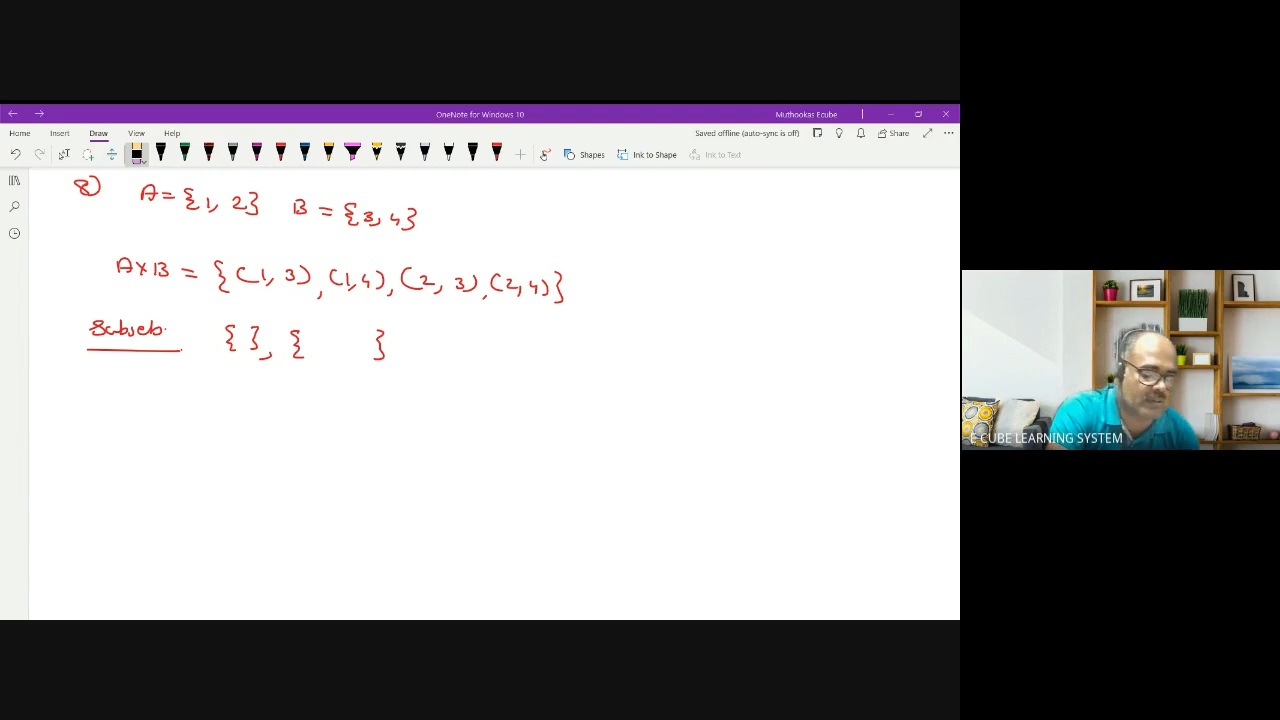 OneNote for Windows 10
Muthookas Ecube
Home Insert Draw View Help
Saved offline (auto-sync is off) Share
Shapes Ink to Shape Ink to Text
8) A = {1, 2} B = {3, 4}
A×B = {(1, 3), (1, 4), (2, 3), (2, 4)}
Subsets { }, { }
E CUBE LEARNING SYSTEM